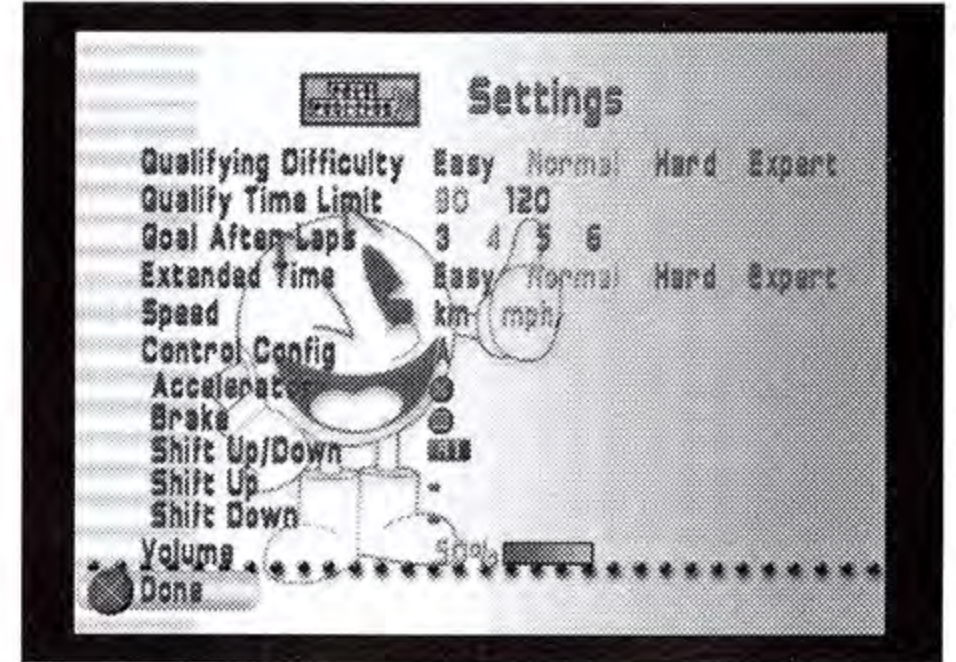 Settings
Qualifying Difficulty Easy Normal Hard Expert
Qualify Time Limit 90 120
Goal After Laps 3 4 5 6
Extended Time Easy Normal Hard Expert
Speed km mph
Control Config A
Accelerator
Brake
Shift Up/Down
Shift Up -
Shift Down -
Volume 50%
Done